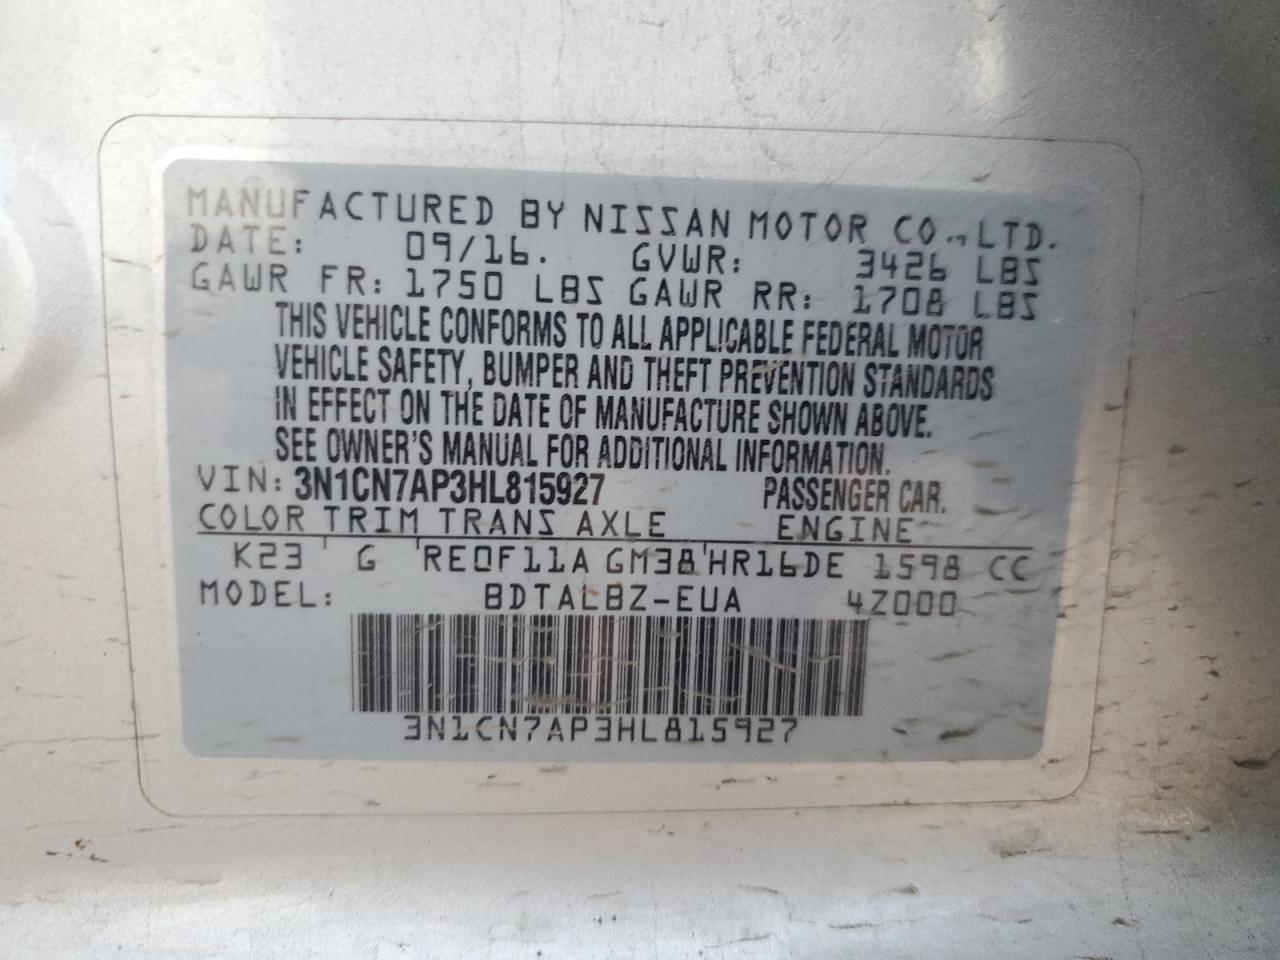 MANUFACTURED BY NISSAN MOTOR CO.,LTD.
DATE: 09/16. GVWR: 3426 LBS
GAWR FR: 1750 LBS GAWR RR: 1708 LBS
THIS VEHICLE CONFORMS TO ALL APPLICABLE FEDERAL MOTOR
VEHICLE SAFETY, BUMPER AND THEFT PREVENTION STANDARDS
IN EFFECT ON THE DATE OF MANUFACTURE SHOWN ABOVE.
SEE OWNER'S MANUAL FOR ADDITIONAL INFORMATION.
VIN: 3N1CN7AP3HL815927 PASSENGER CAR.
COLOR TRIM TRANS AXLE ENGINE
K23 G RE0F11A GM38 HR16DE 1598 CC
MODEL: BDTALBZ-EUA 4Z000
3N1CN7AP3HL815927